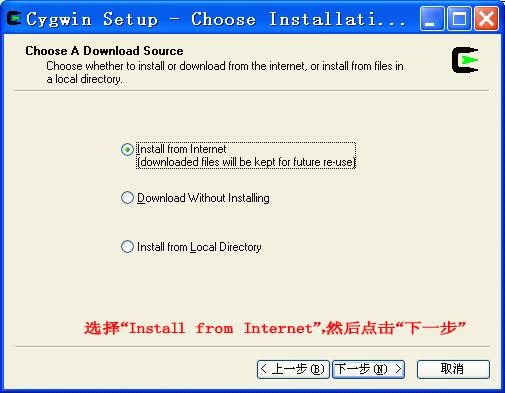 Cygwin Setup - Choose Installati...
Choose A Download Source
Choose whether to install or download from the internet, or install from files in
a local directory.
Install from Internet
(downloaded files will be kept for future re-use)
Download Without Installing
Install from Local Directory
选择“Install from Internet”,然后点击“下一步”
< 上一步(B) 下一步(N) > 取消